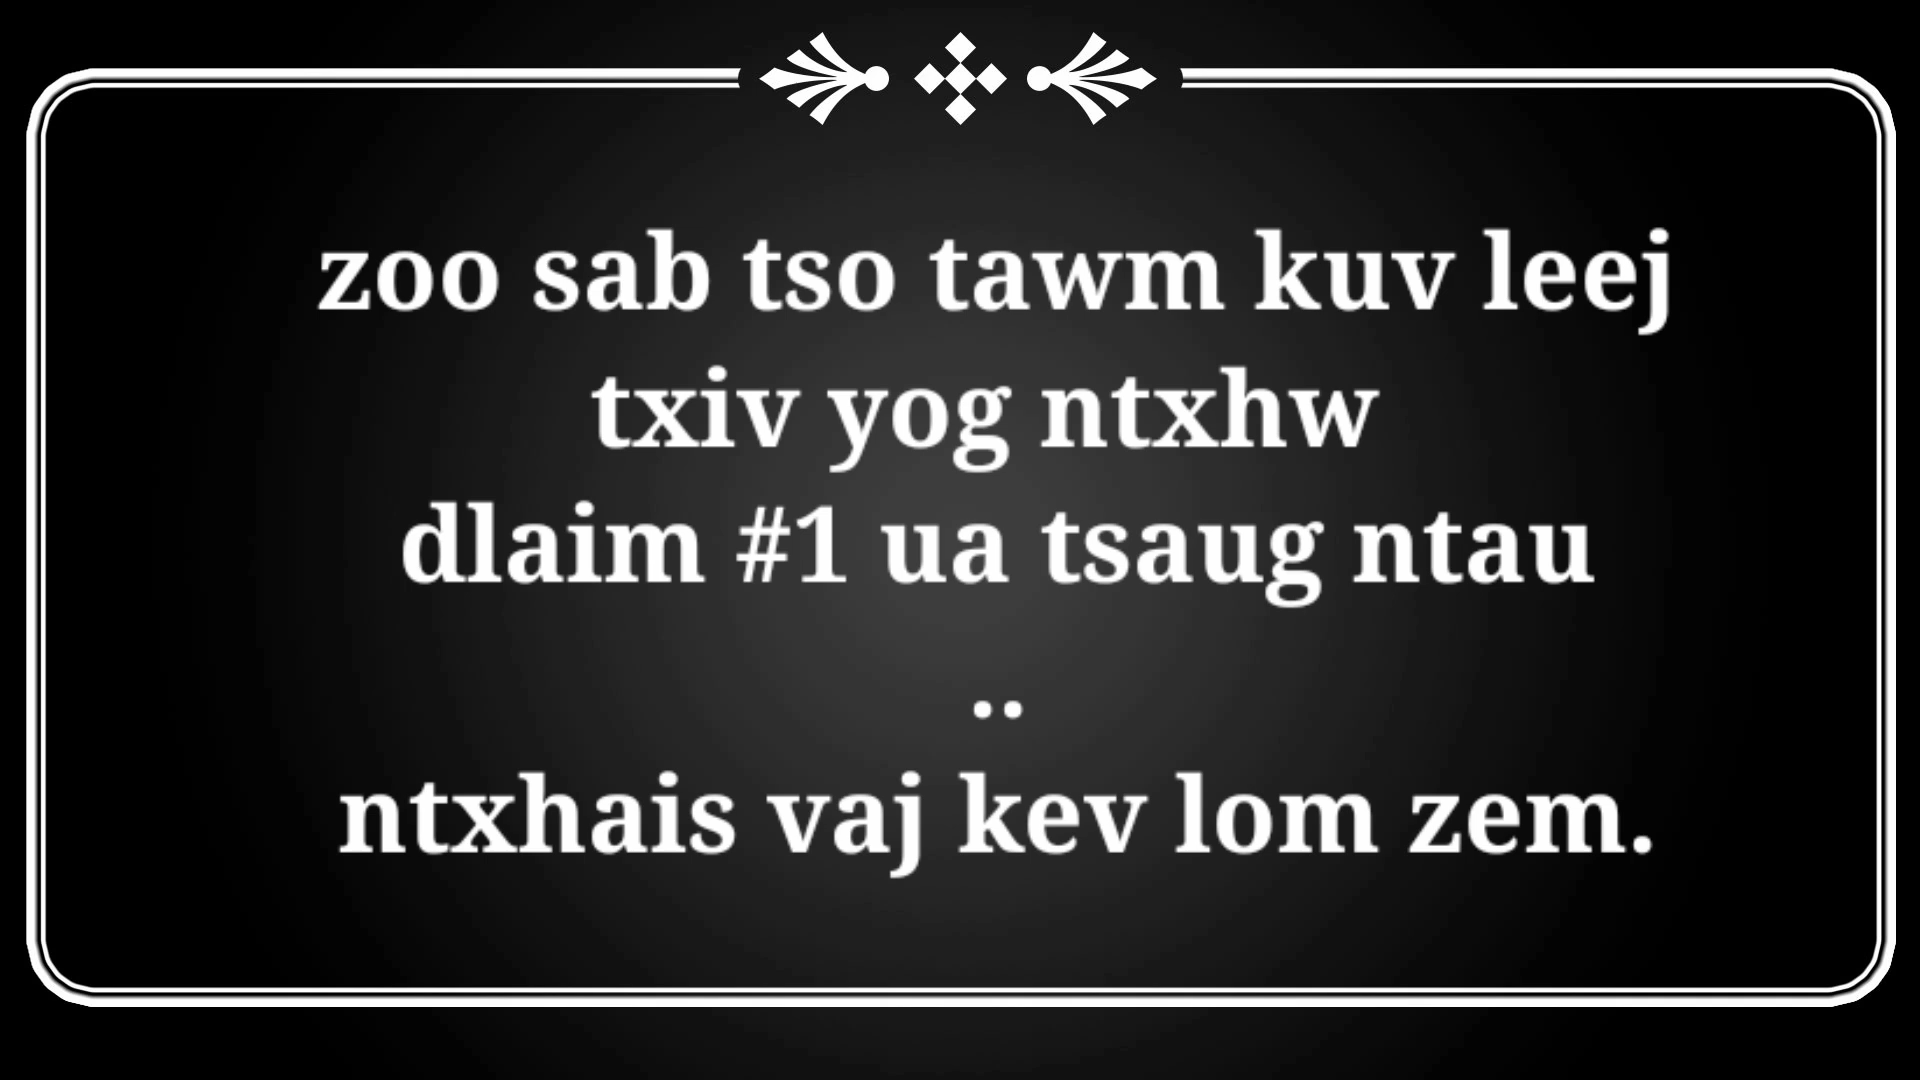 zoo sab tso tawm kuv leej
txiv yog ntxhw
dlaim #1 ua tsaug ntau
..
ntxhais vaj kev lom zem.